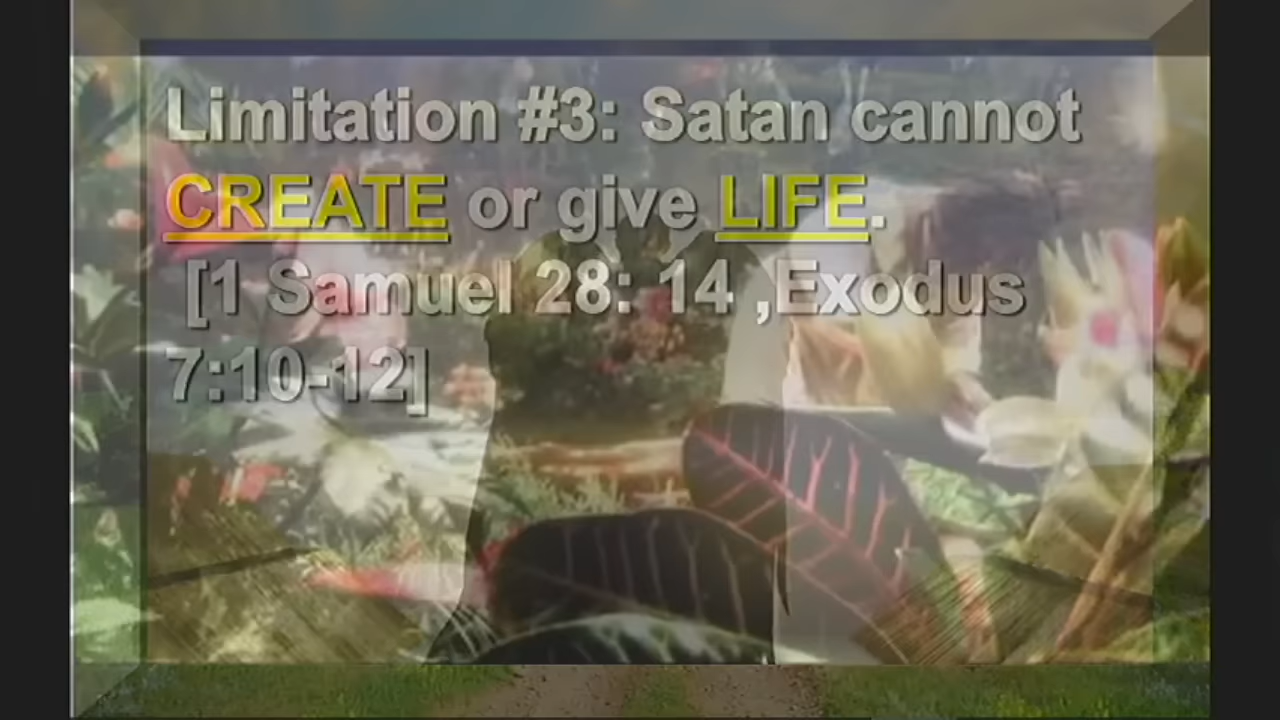 Limitation #3: Satan cannot
CREATE or give LIFE.
[1 Samuel 28: 14 ,Exodus
7:10-12]